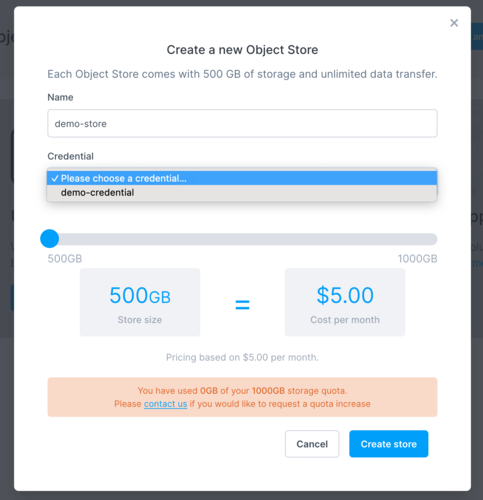 ×
Create a new Object Store
Each Object Store comes with 500 GB of storage and unlimited data transfer.
Name
demo-store
Credential
✓ Please choose a credential...
demo-credential
500GB
1000GB
500GB
=
$5.00
Store size
Cost per month
Pricing based on $5.00 per month.
You have used 0GB of your 1000GB storage quota.
Please contact us if you would like to request a quota increase
Cancel
Create store